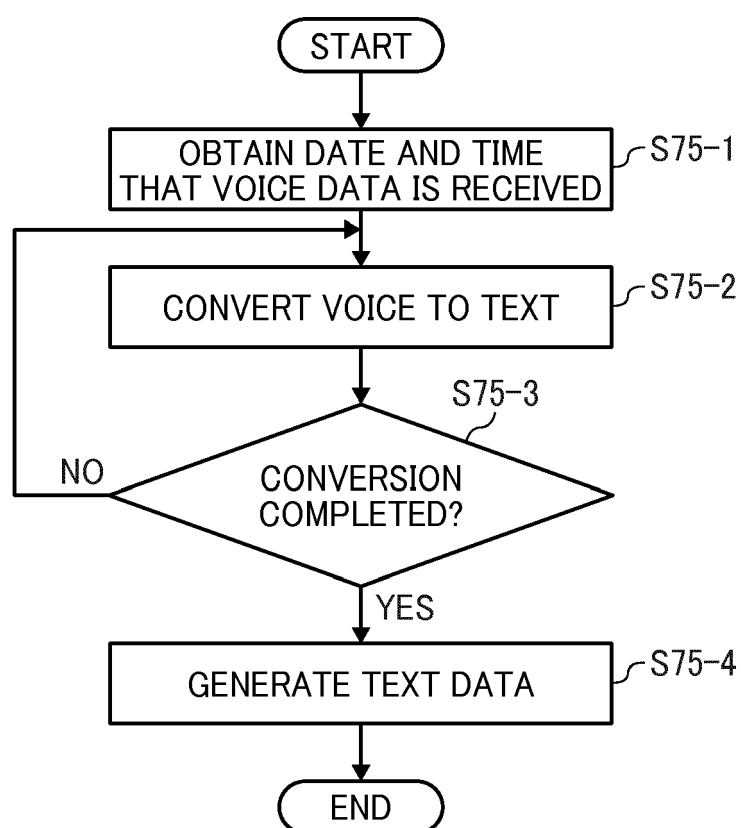 START
OBTAIN DATE AND TIME
THAT VOICE DATA IS RECEIVED
S75-1
CONVERT VOICE TO TEXT
S75-2
S75-3
CONVERSION
COMPLETED?
NO
YES
GENERATE TEXT DATA
S75-4
END